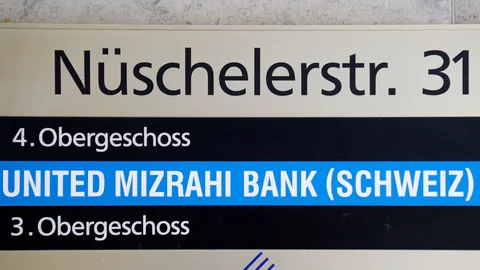 Nüschelerstr. 31
4. Obergeschoss
UNITED MIZRAHI BANK (SCHWEIZ)
3. Obergeschoss